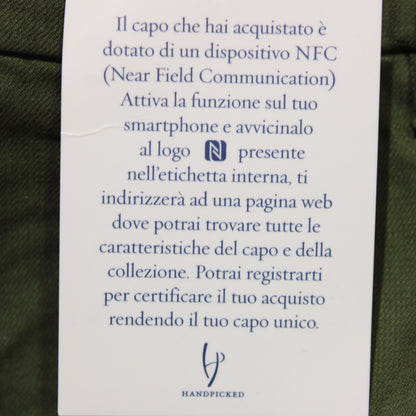 Il capo che hai acquistato è
dotato di un dispositivo NFC
(Near Field Communication)
Attiva la funzione sul tuo
smartphone e avvicinalo
al logo N presente
nell'etichetta interna, ti
indirizzerà ad una pagina web
dove potrai trovare tutte le
caratteristiche del capo e della
collezione. Potrai registrarti
per certificare il tuo acquisto
rendendo il tuo capo unico.
HANDPICKED